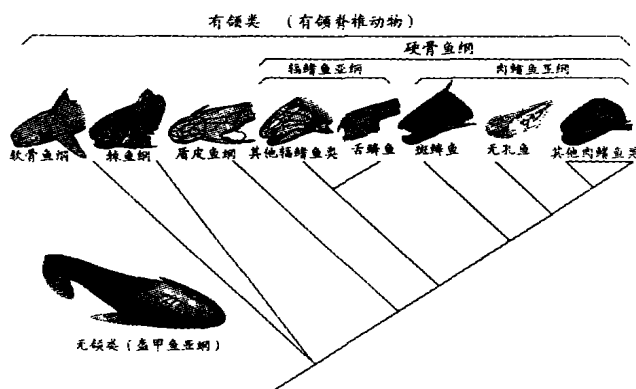 有颌类 (有颌脊椎动物)
硬骨鱼纲
辐鳍鱼亚纲 肉鳍鱼亚纲
软骨鱼纲 棘鱼纲 盾皮鱼纲 其他辐鳍鱼类 舌鳞鱼 斑鳞鱼 无孔鱼 其他肉鳍鱼类
无颌类(盔甲鱼亚纲)